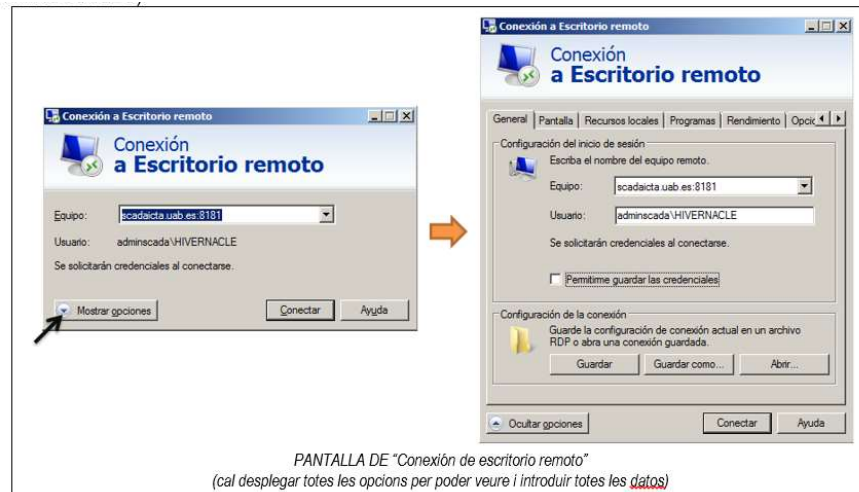 Conexión a Escritorio remoto
Conexión
a Escritorio remoto
Equipo: scadaicta.uab.es:8181
Usuario: adminscada\HIVERNACLE
Se solicitarán credenciales al conectarse.
Mostrar opciones Conectar Ayuda
Conexión a Escritorio remoto
Conexión
a Escritorio remoto
General Pantalla Recursos locales Programas Rendimiento Opcic
Configuración del inicio de sesión
Escriba el nombre del equipo remoto.
Equipo: scadaicta.uab.es:8181
Usuario: adminscada\HIVERNACLE
Se solicitarán credenciales al conectarse.
Permitirme guardar las credenciales
Configuración de la conexión
Guarde la configuración de conexión actual en un archivo
RDP o abra una conexión guardada.
Guardar Guardar como... Abrir...
Ocultar opciones Conectar Ayuda
PANTALLA DE "Conexión de escritorio remoto"
(cal desplegar totes les opcions per poder veure i introduir totes les datos)